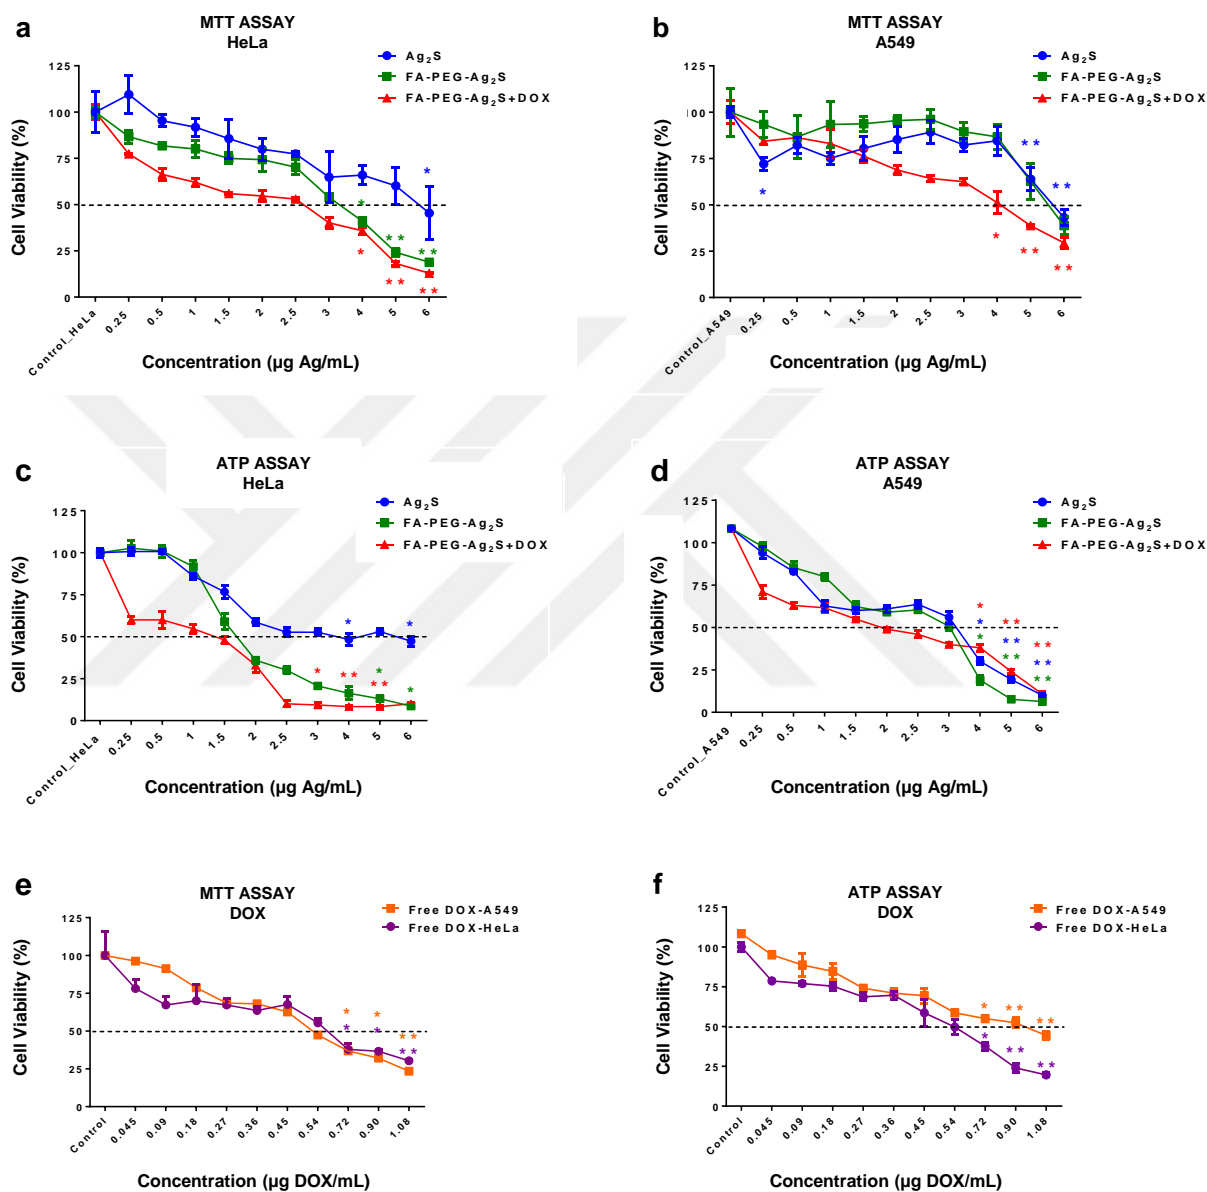 a
MTT ASSAY
HeLa
Ag₂S
FA-PEG-Ag₂S
FA-PEG-Ag₂S+DOX
Cell Viability (%)
125
100
75
50
25
0
Control_HeLa
0.25
0.5
1
1.5
2
2.5
3
4
5
6
*
*
**
**
*
**
**
Concentration (µg Ag/mL)
b
MTT ASSAY
A549
Ag₂S
FA-PEG-Ag₂S
FA-PEG-Ag₂S+DOX
Cell Viability (%)
125
100
75
50
25
0
Control_A549
0.25
0.5
1
1.5
2
2.5
3
4
5
6
*
**
**
*
**
**
Concentration (µg Ag/mL)
c
ATP ASSAY
HeLa
Ag₂S
FA-PEG-Ag₂S
FA-PEG-Ag₂S+DOX
Cell Viability (%)
125
100
75
50
25
0
Control_HeLa
0.25
0.5
1
1.5
2
2.5
3
4
5
6
*
*
*
**
*
**
*
Concentration (µg Ag/mL)
d
ATP ASSAY
A549
Ag₂S
FA-PEG-Ag₂S
FA-PEG-Ag₂S+DOX
Cell Viability (%)
125
100
75
50
25
0
Control_A549
0.25
0.5
1
1.5
2
2.5
3
4
5
6
*
*
*
**
**
**
**
**
**
Concentration (µg Ag/mL)
e
MTT ASSAY
DOX
Free DOX-A549
Free DOX-HeLa
Cell Viability (%)
125
100
75
50
25
0
Control
0.045
0.09
0.18
0.27
0.36
0.45
0.54
0.72
0.90
1.08
*
*
*
*
**
**
Concentration (µg DOX/mL)
f
ATP ASSAY
DOX
Free DOX-A549
Free DOX-HeLa
Cell Viability (%)
125
100
75
50
25
0
Control
0.045
0.09
0.18
0.27
0.36
0.45
0.54
0.72
0.90
1.08
*
**
**
*
**
**
Concentration (µg DOX/mL)